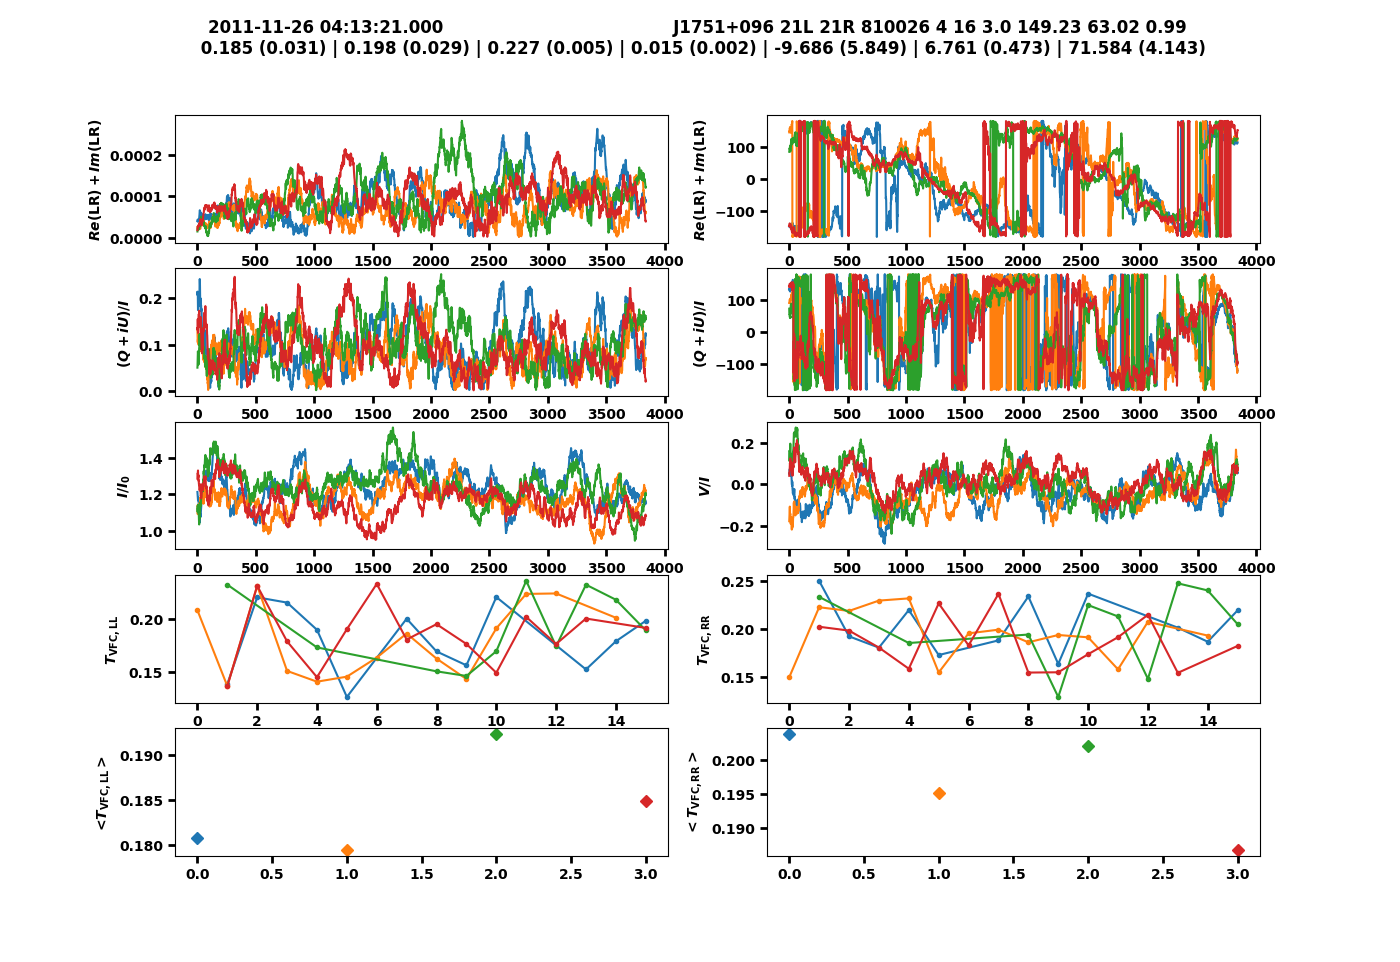 2011-11-26 04:13:21.000 J1751+096 21L 21R 810026 4 16 3.0 149.23 63.02 0.99
0.185 (0.031) | 0.198 (0.029) | 0.227 (0.005) | 0.015 (0.002) | -9.686 (5.849) | 6.761 (0.473) | 71.584 (4.143)
Re(LR) + Im(LR)
0.0002
0.0001
0.0000
0 500 1000 1500 2000 2500 3000 3500 4000
Re(LR) + Im(LR)
100
0
−100
0 500 1000 1500 2000 2500 3000 3500 4000
(Q + iU)/I
0.2
0.1
0.0
0 500 1000 1500 2000 2500 3000 3500 4000
(Q + iU)/I
100
0
−100
0 500 1000 1500 2000 2500 3000 3500 4000
I/I0
1.4
1.2
1.0
0 500 1000 1500 2000 2500 3000 3500 4000
V/I
0.2
0.0
−0.2
0 500 1000 1500 2000 2500 3000 3500 4000
TVFC, LL
0.20
0.15
0 2 4 6 8 10 12 14
TVFC, RR
0.25
0.20
0.15
0 2 4 6 8 10 12 14
<TVFC, LL >
0.190
0.185
0.180
0.0 0.5 1.0 1.5 2.0 2.5 3.0
< TVFC, RR >
0.200
0.195
0.190
0.0 0.5 1.0 1.5 2.0 2.5 3.0